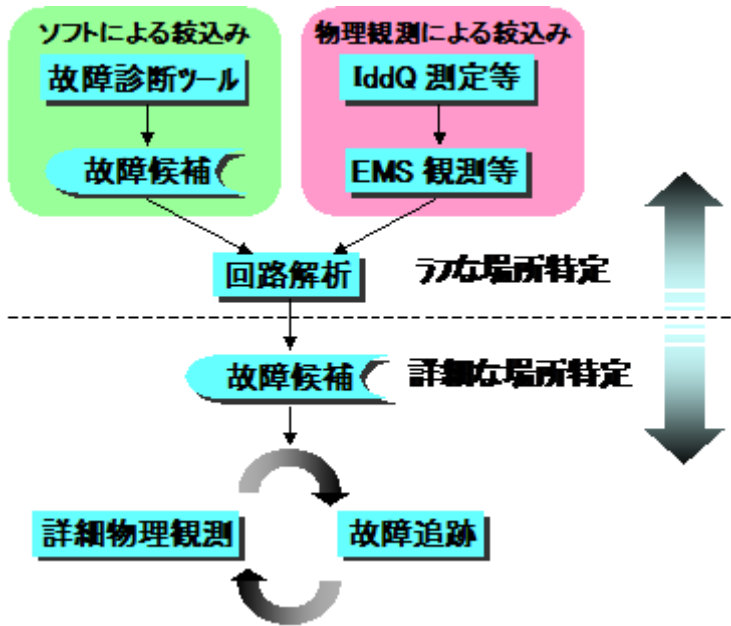 ソフトによる絞込み
故障診断ツール
故障候補
物理観測による絞込み
IddQ 測定等
EMS 観測等
回路解析
ラフな場所特定
故障候補
詳細な場所特定
詳細物理観測
故障追跡